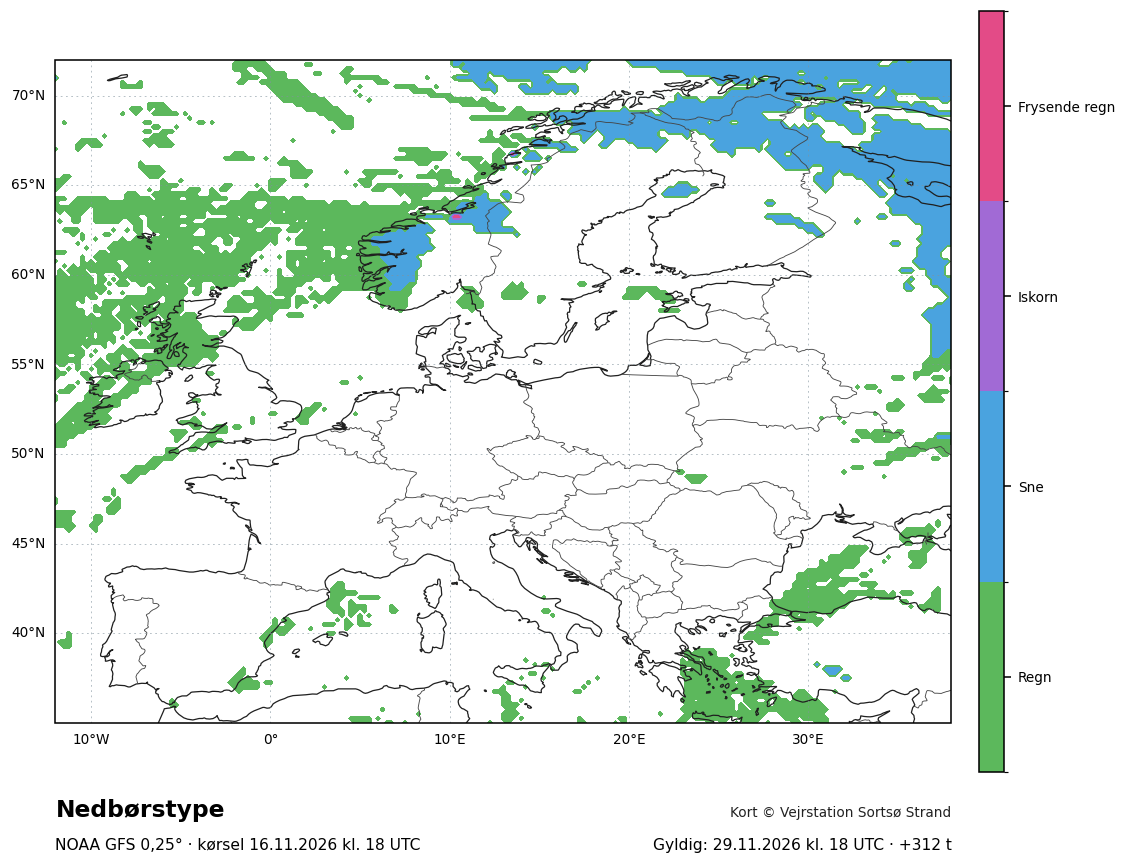 70°N
65°N
60°N
55°N
50°N
45°N
40°N
10°W
0°
10°E
20°E
30°E
Frysende regn
Iskorn
Sne
Regn
Nedbørstype
Kort © Vejrstation Sortsø Strand
NOAA GFS 0,25° · kørsel 16.11.2026 kl. 18 UTC
Gyldig: 29.11.2026 kl. 18 UTC · +312 t